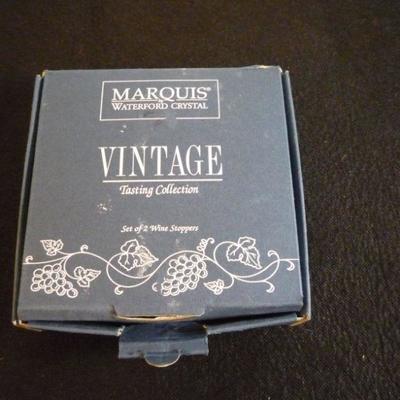 MARQUIS®
WATERFORD CRYSTAL
VINTAGE
Tasting Collection
Set of 2 Wine Stoppers